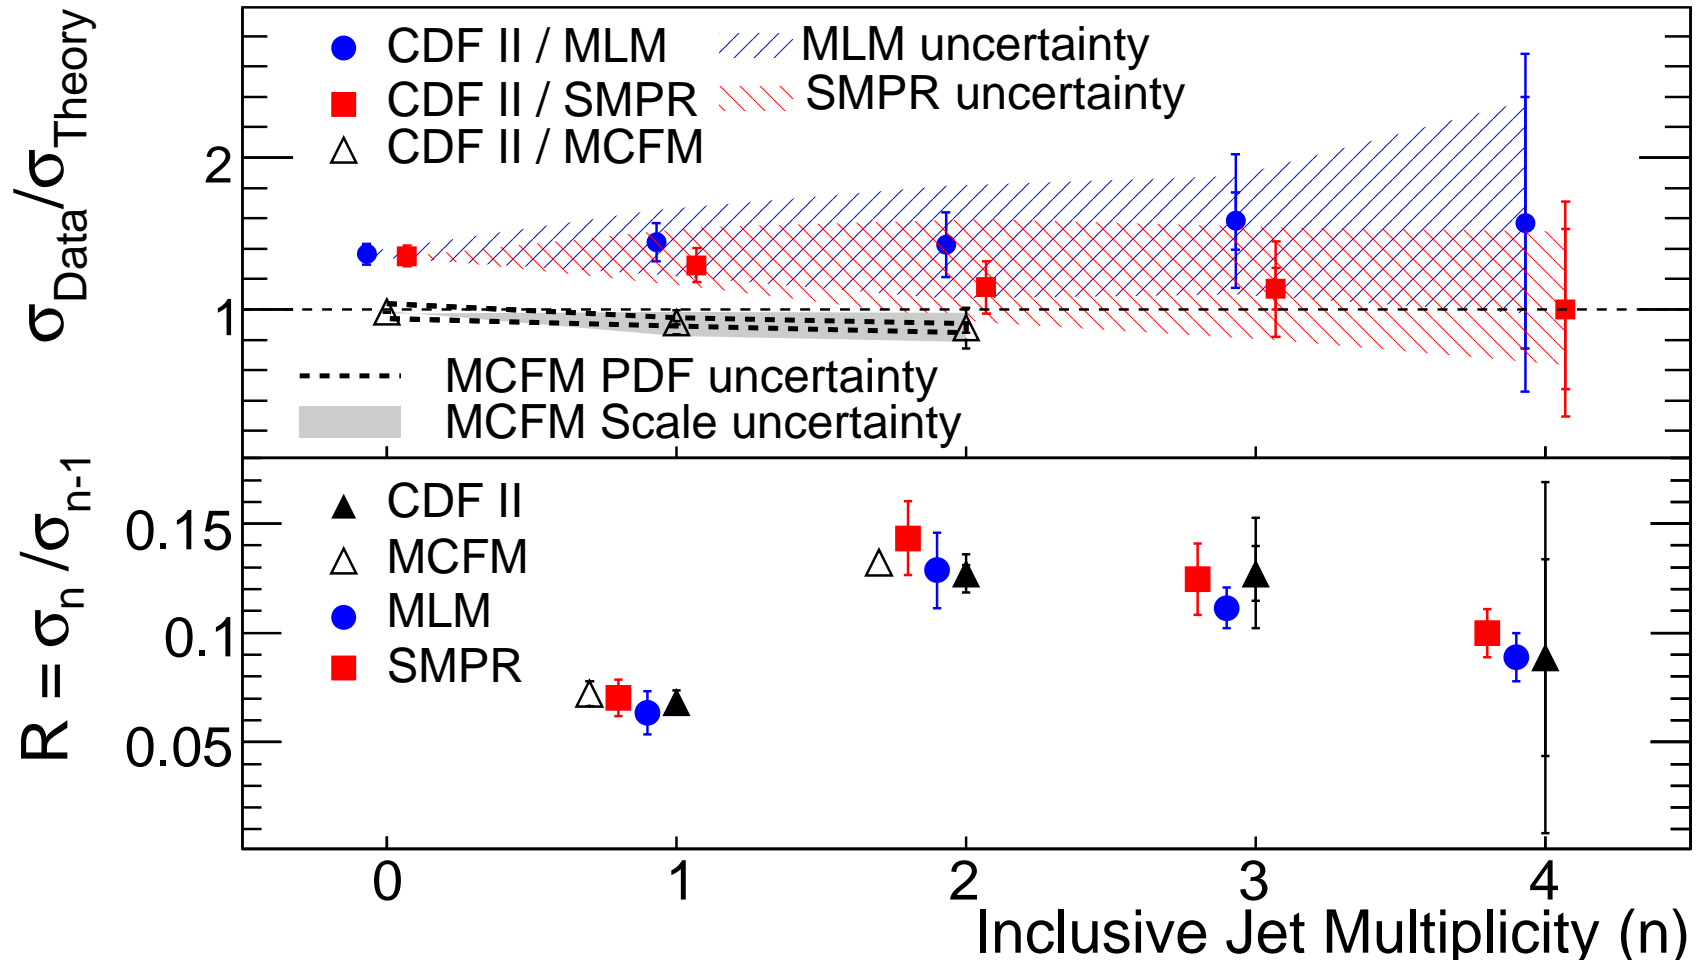 σData/σTheory
CDF II / MLM
MLM uncertainty
CDF II / SMPR
SMPR uncertainty
CDF II / MCFM
2
1
MCFM PDF uncertainty
MCFM Scale uncertainty
R = σn /σn-1
CDF II
MCFM
MLM
SMPR
0.15
0.1
0.05
0 1 2 3 4
Inclusive Jet Multiplicity (n)